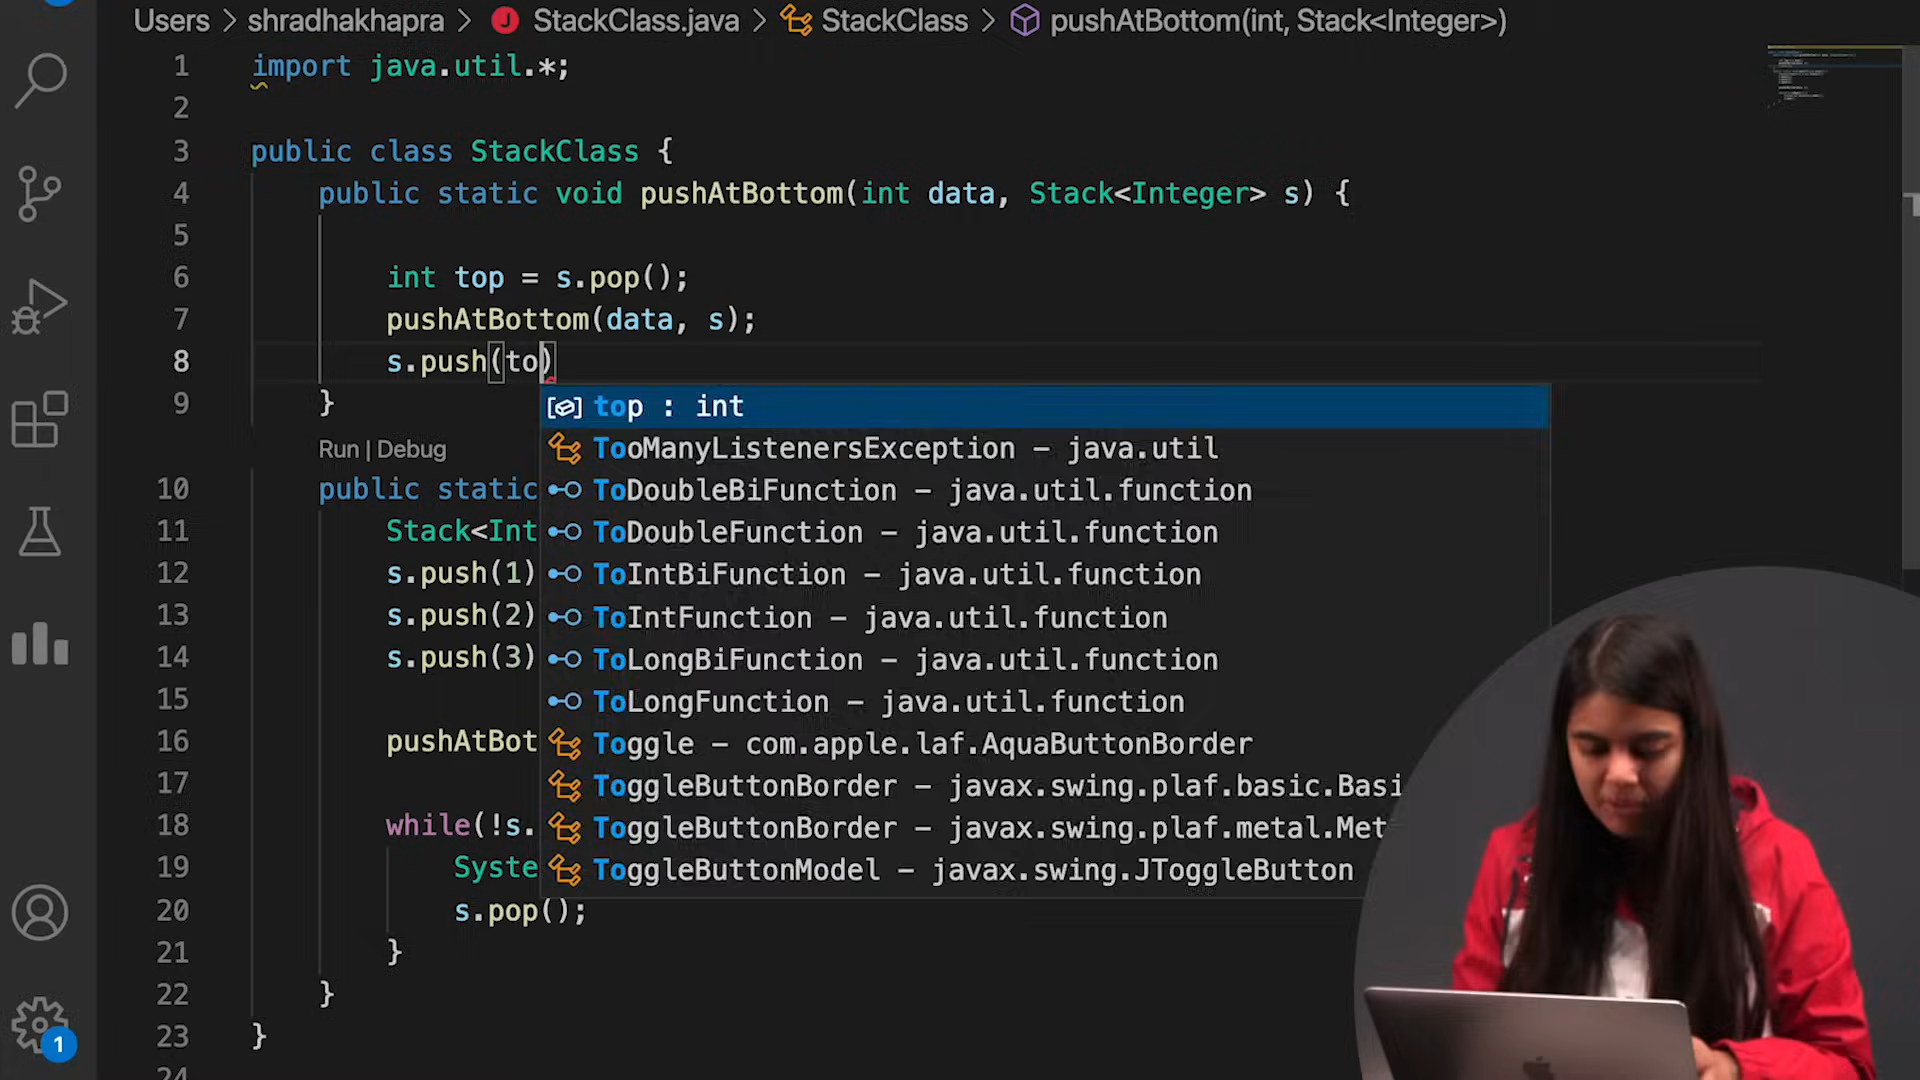 Users > shradhakhapra > StackClass.java > StackClass > pushAtBottom(int, Stack<Integer>)
1 import java.util.*;
2
3 public class StackClass {
4 public static void pushAtBottom(int data, Stack<Integer> s) {
5
6 int top = s.pop();
7 pushAtBottom(data, s);
8 s.push(to)
top : int
9 }
TooManyListenersException – java.util
Run | Debug
ToDoubleBiFunction – java.util.function
10 public static
ToDoubleFunction – java.util.function
11 Stack<Int
ToIntBiFunction – java.util.function
12 s.push(1)
ToIntFunction – java.util.function
13 s.push(2)
ToLongBiFunction – java.util.function
14 s.push(3)
ToLongFunction – java.util.function
15
Toggle – com.apple.laf.AquaButtonBorder
16 pushAtBot
ToggleButtonBorder – javax.swing.plaf.basic.Basi
17
ToggleButtonBorder – javax.swing.plaf.metal.Met
18 while(!s.
ToggleButtonModel – javax.swing.JToggleButton
19 Syste
20 s.pop();
21 }
22 }
23 }
24
1